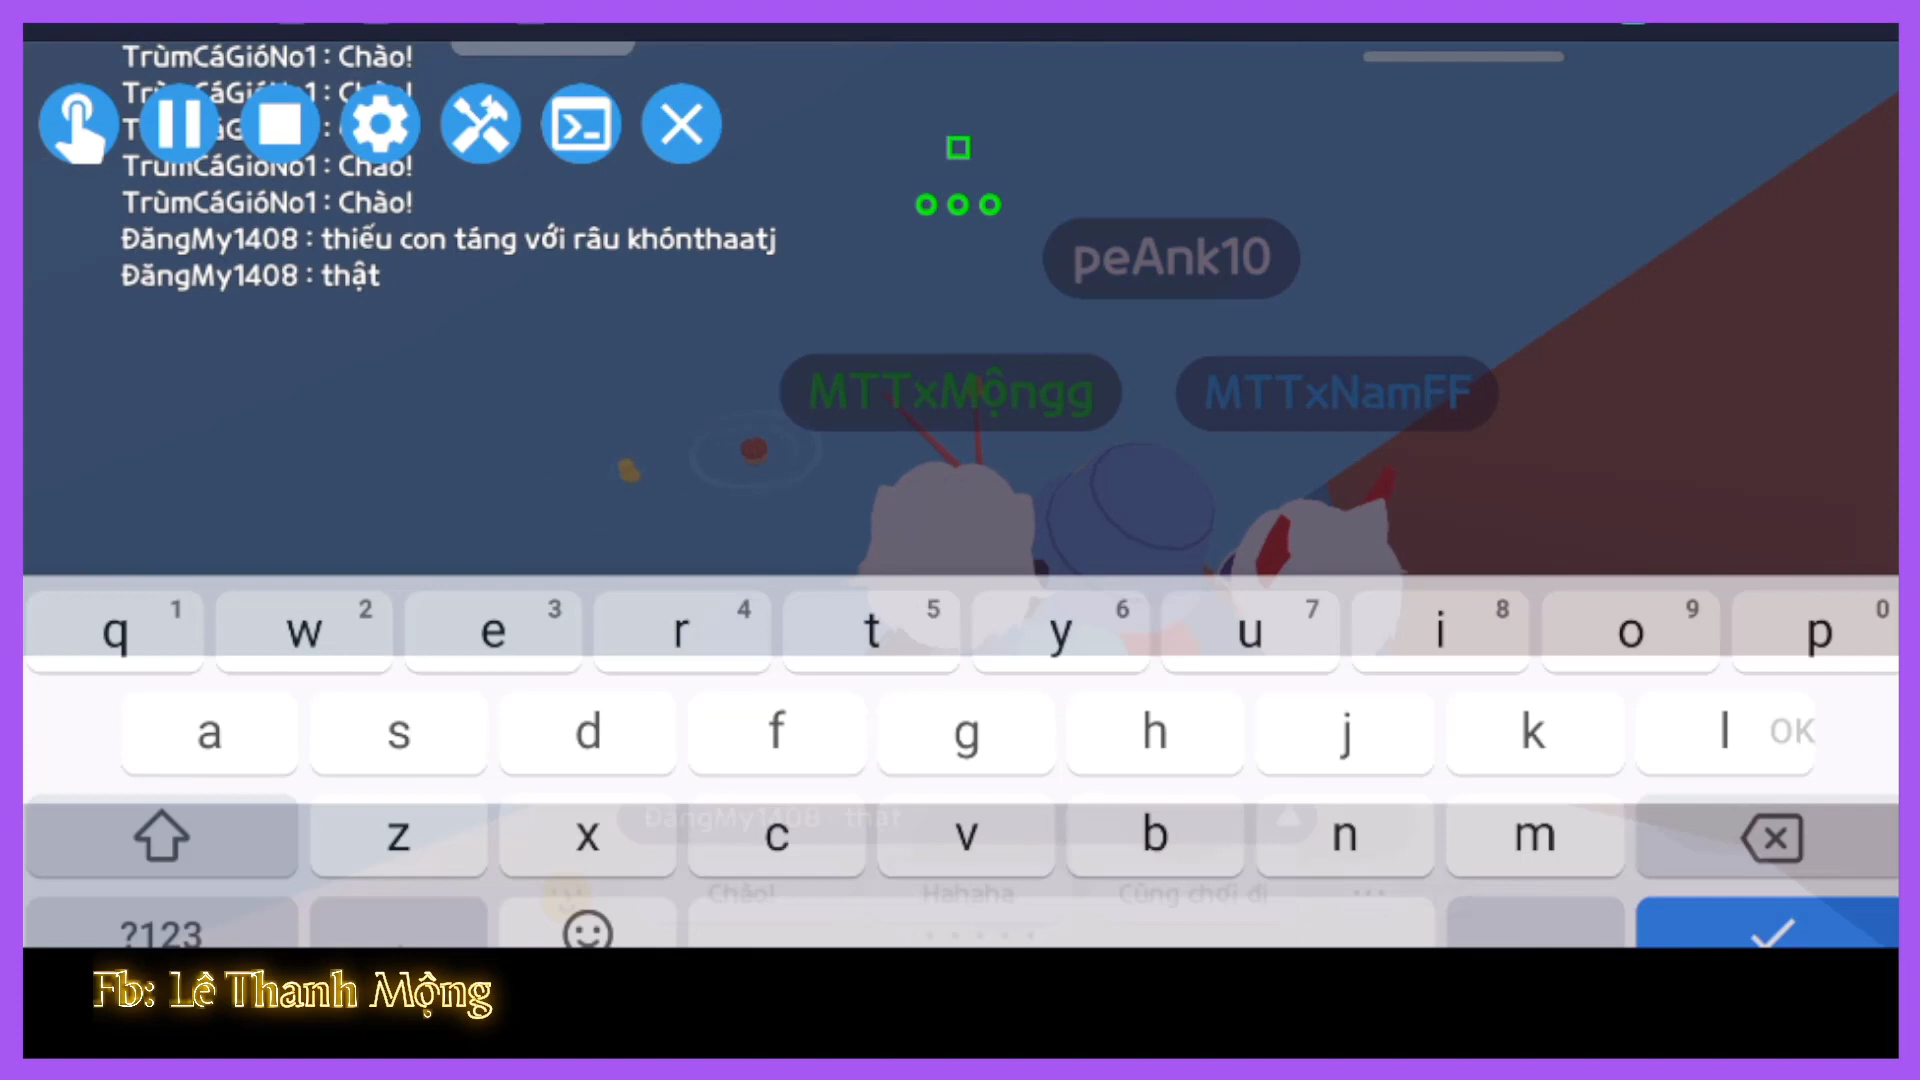 TrùmCáGióNo1 : Chào!
TrùmCáGióNo1 : Chào!
TrùmCáGióNo1 : Chào!
ĐăngMy1408 : thiếu con táng với râu khónthaatj
ĐăngMy1408 : thật
peAnk10
MTTxMộngg MTTxNamFF
q 1 w 2 e 3 r 4 t 5 y 6 u 7 i 8 o 9 p 0
a s d f g h j k l OK
ĐăngMy1408 : thật
z x c v b n m
Chào! Hahaha Cùng chơi đi ...
?123
Fb: Lê Thanh Mộng